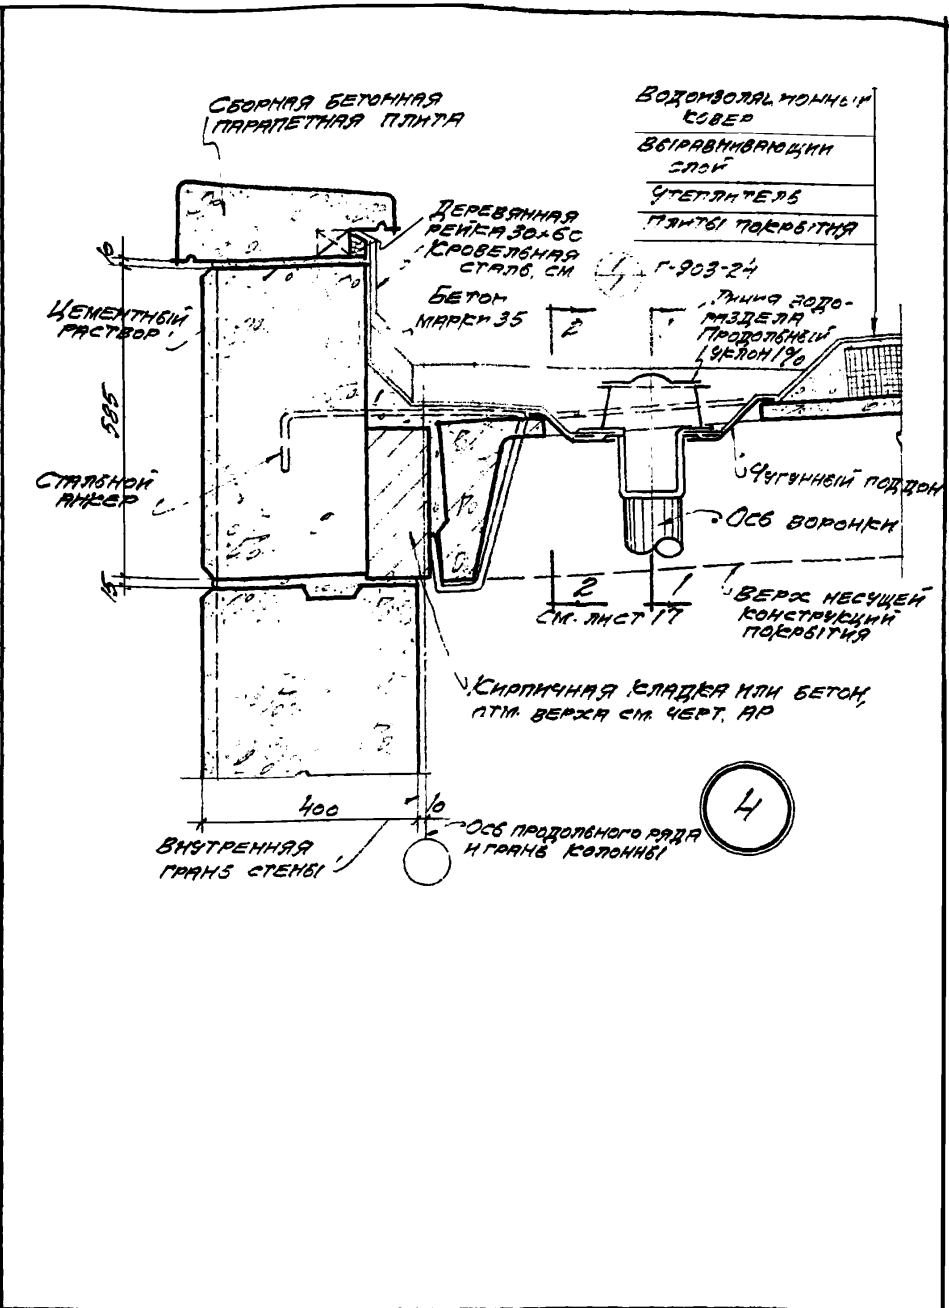 СБОРНАЯ БЕТОННАЯ
ПАРАПЕТНАЯ ПЛИТА
ВОДОИЗОЛЯЦИОННЫЙ
КОВЕР
ВЫРАВНИВАЮЩИЙ
СЛОЙ
УТЕПЛИТЕЛЬ
ПЛИТЫ ПОКРЫТИЯ
ДЕРЕВЯННАЯ
РЕЙКА 30×60
КРОВЕЛЬНАЯ
СТАЛЬ, СМ
Г-903-24
БЕТОН
МАРКИ 35
ЛИНИЯ ВОДО-
РАЗДЕЛА
ПРОДОЛЬНЫЙ
УКЛОН 1%
2
ЦЕМЕНТНЫЙ
РАСТВОР
585
СТАЛЬНОЙ
АНКЕР
15
ЧУГУННЫЙ ПОДДОН
ОСЬ ВОРОНКИ
2 1
СМ. ЛИСТ 17
ВЕРХ НЕСУЩЕЙ
КОНСТРУКЦИИ
ПОКРЫТИЯ
КИРПИЧНАЯ КЛАДКА ИЛИ БЕТОН,
ОТМ. ВЕРХА СМ. ЧЕРТ. АР
4
400
10
ОСЬ ПРОДОЛЬНОГО РЯДА
И ГРАНЬ КОЛОННЫ
ВНУТРЕННЯЯ
ГРАНЬ СТЕНЫ